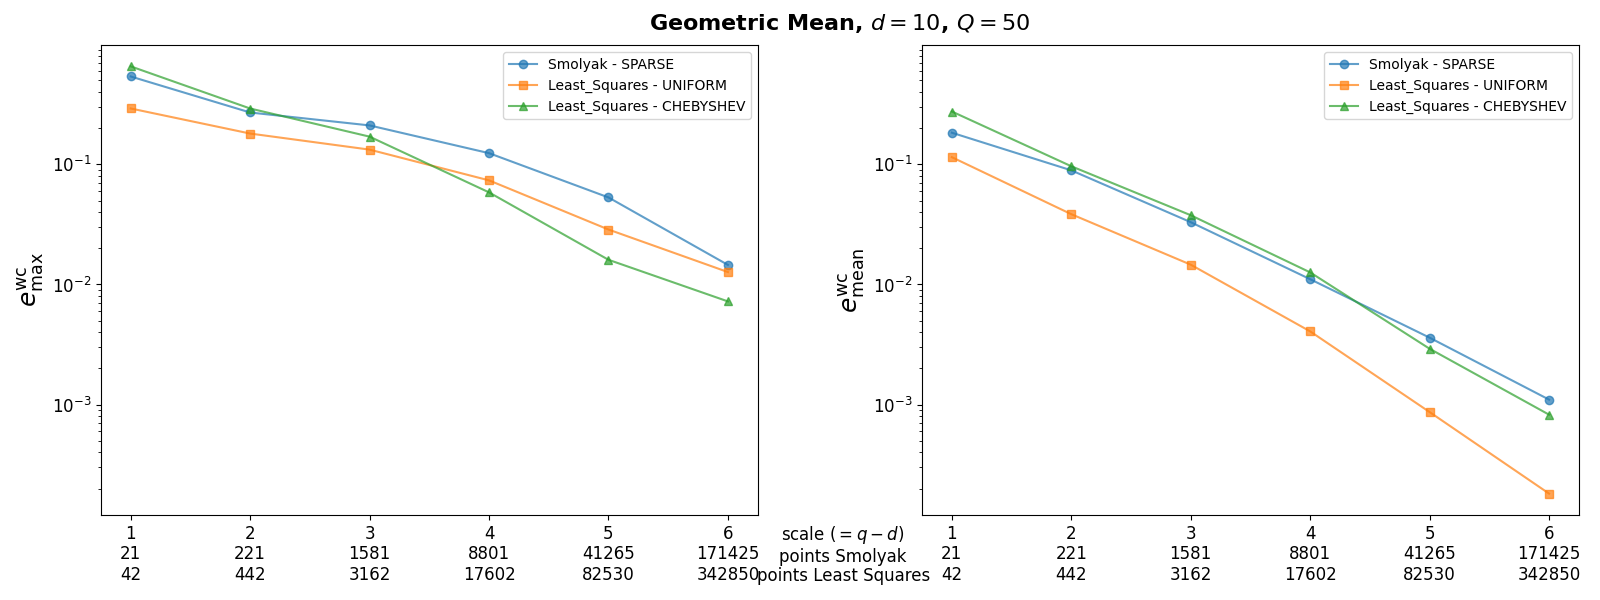 Geometric Mean, d = 10, Q = 50
Smolyak - SPARSE
Least_Squares - UNIFORM
Least_Squares - CHEBYSHEV
10⁻¹
10⁻²
10⁻³
e^wc_max
Smolyak - SPARSE
Least_Squares - UNIFORM
Least_Squares - CHEBYSHEV
10⁻¹
10⁻²
10⁻³
e^wc_mean
1 2 3 4 5 6 scale (= q − d) 1 2 3 4 5 6
21 221 1581 8801 41265 171425 points Smolyak 21 221 1581 8801 41265 171425
42 442 3162 17602 82530 342850 points Least Squares 42 442 3162 17602 82530 342850